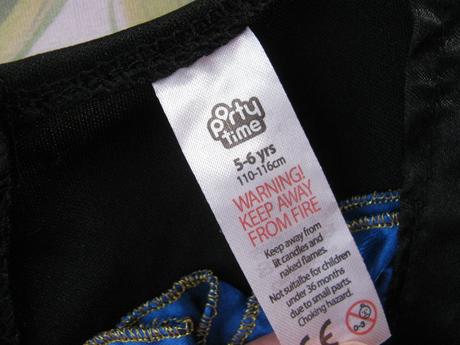 party
time
5-6 yrs
110-116cm
WARNING!
KEEP AWAY
FROM FIRE
Keep away from
lit candles and
naked flames.
Not suitalbe for children
under 36 months
due to small parts.
Choking hazard.
CE
0-3